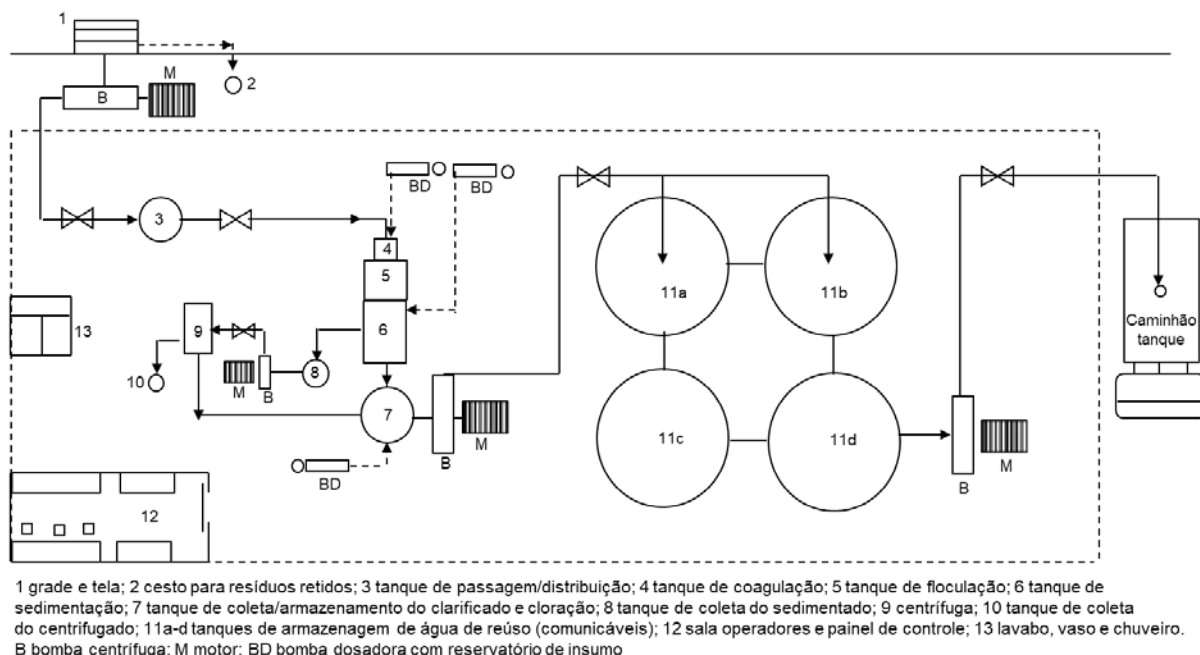 1
M
2
B
BD
BD
3
4
5
11a
11b
6
9
13
Caminhão
tanque
8
10
M
B
7
11c
11d
M
B
M
B
BD
12
1 grade e tela; 2 cesto para resíduos retidos; 3 tanque de passagem/distribuição; 4 tanque de coagulação; 5 tanque de floculação; 6 tanque de
sedimentação; 7 tanque de coleta/armazenamento do clarificado e cloração; 8 tanque de coleta do sedimentado; 9 centrífuga; 10 tanque de coleta
do centrifugado; 11a-d tanques de armazenagem de água de reúso (comunicáveis); 12 sala operadores e painel de controle; 13 lavabo, vaso e chuveiro.
B bomba centrífuga; M motor; BD bomba dosadora com reservatório de insumo